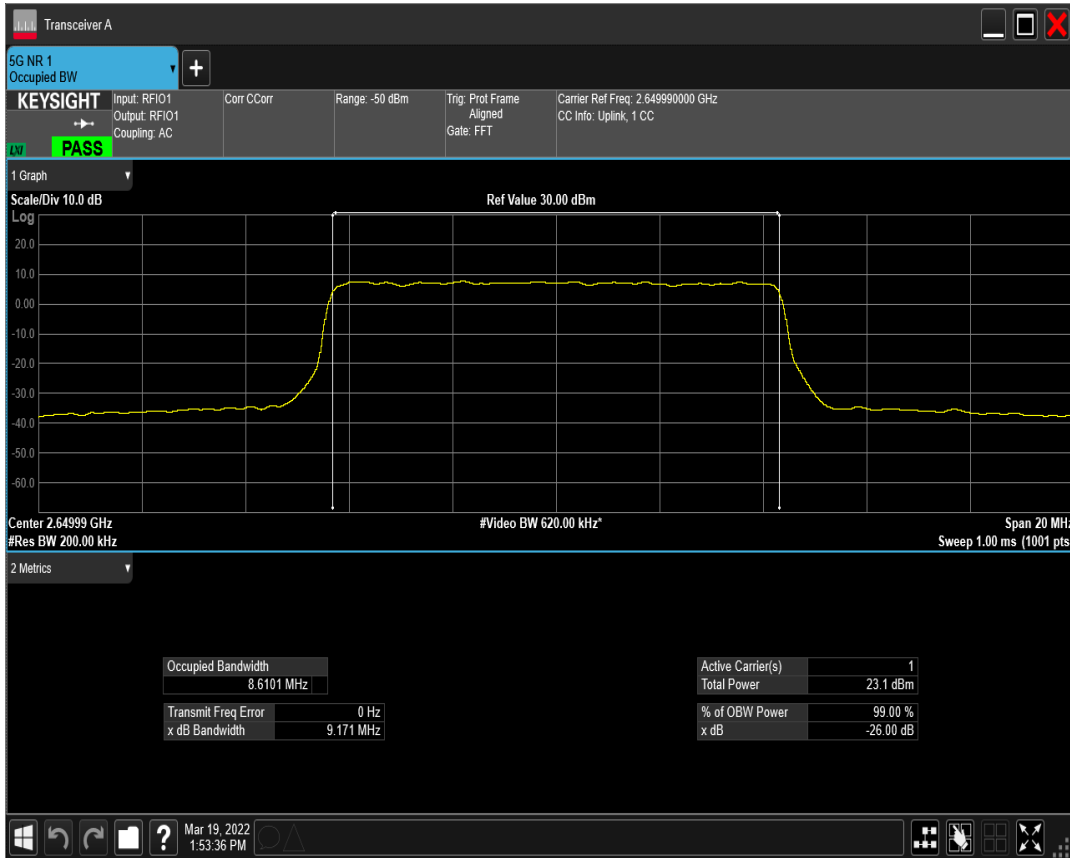 Transceiver A
5G NR 1
Occupied BW
KEYSIGHT
LXI
PASS
Input: RFIO1
Output: RFIO1
Coupling: AC
Corr CCorr
Range: -50 dBm
Trig: Prot Frame
Aligned
Gate: FFT
Carrier Ref Freq: 2.649990000 GHz
CC Info: Uplink, 1 CC
1 Graph
Scale/Div 10.0 dB
Ref Value 30.00 dBm
Log
20.0
10.0
0.00
-10.0
-20.0
-30.0
-40.0
-50.0
-60.0
Center 2.64999 GHz
#Video BW 620.00 kHz*
Span 20 MHz
#Res BW 200.00 kHz
Sweep 1.00 ms (1001 pts
2 Metrics
Occupied Bandwidth
8.6101 MHz
Transmit Freq Error 0 Hz
x dB Bandwidth 9.171 MHz
Active Carrier(s) 1
Total Power 23.1 dBm
% of OBW Power 99.00 %
x dB -26.00 dB
?
Mar 19, 2022
1:53:36 PM